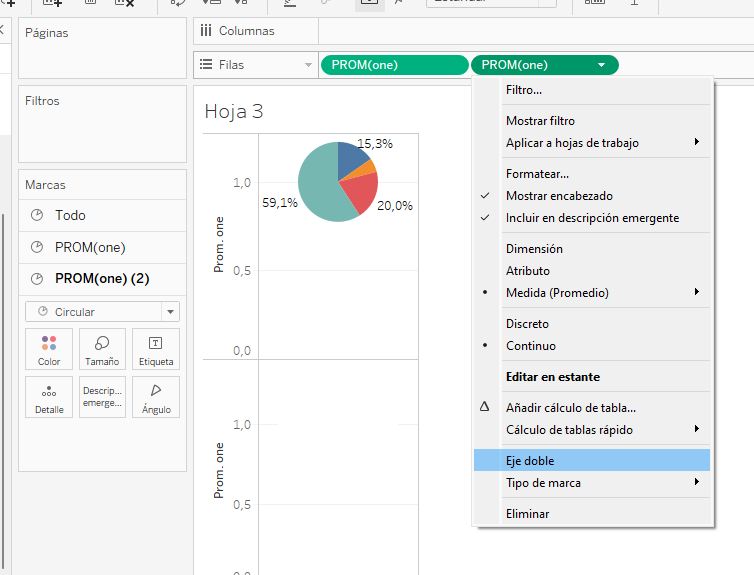 Páginas
Columnas
Filas
PROM(one)
PROM(one)
Filtros
Filtro...
Mostrar filtro
Aplicar a hojas de trabajo
Formatear...
Mostrar encabezado
Incluir en descripción emergente
Dimensión
Atributo
Medida (Promedio)
Discreto
Continuo
Editar en estante
Añadir cálculo de tabla...
Cálculo de tablas rápido
Eje doble
Tipo de marca
Eliminar
Marcas
Todo
PROM(one)
PROM(one) (2)
Circular
Color
Tamaño
Etiqueta
Detalle
Descrip...
emerge...
Ángulo
Hoja 3
15,3%
59,1%
20,0%
Prom. one
1,0
0,5
0,0
Prom. one
1,0
0,5